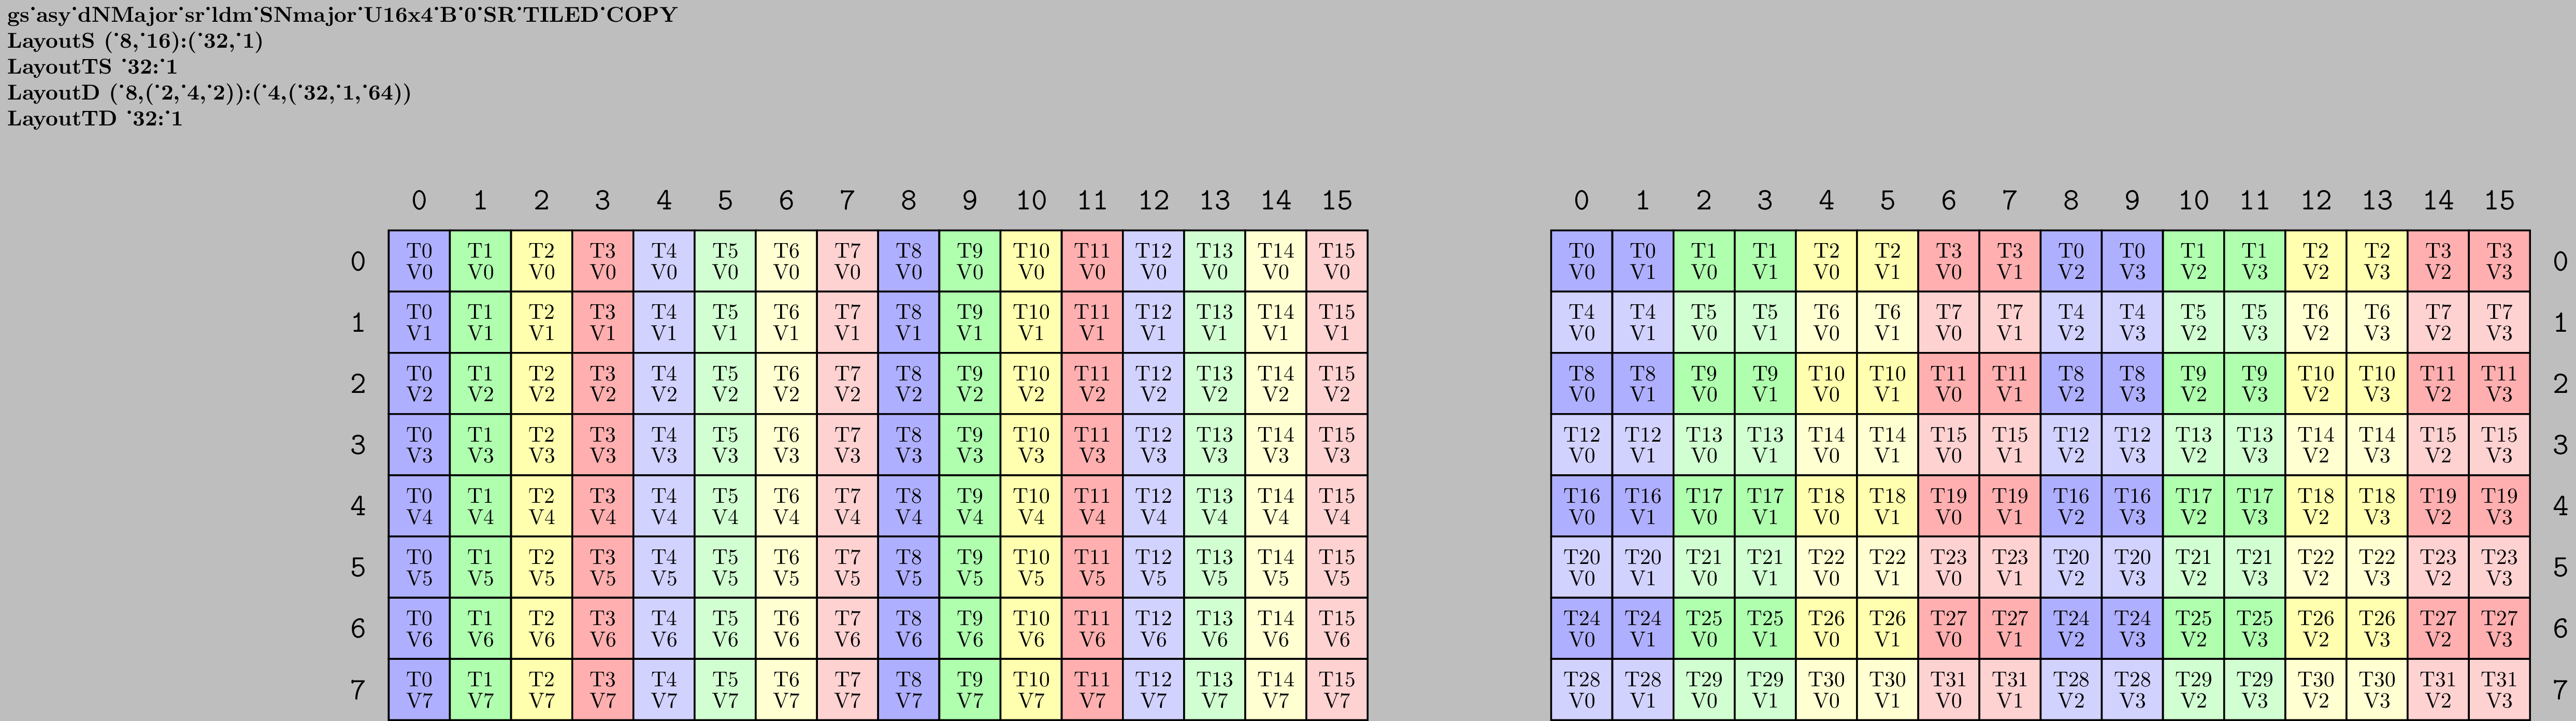 gs˙asy˙dNMajor˙sr˙ldm˙SNmajor˙U16x4˙B˙0˙SR˙TILED˙COPY
LayoutS (˙8,˙16):(˙32,˙1)
LayoutTS ˙32:˙1
LayoutD (˙8,(˙2,˙4,˙2)):(˙4,(˙32,˙1,˙64))
LayoutTD ˙32:˙1
0 1 2 3 4 5 6 7 8 9 10 11 12 13 14 15 0 1 2 3 4 5 6 7 8 9 10 11 12 13 14 15
T0 T1 T2 T3 T4 T5 T6 T7 T8 T9 T10 T11 T12 T13 T14 T15 T0 T0 T1 T1 T2 T2 T3 T3 T0 T0 T1 T1 T2 T2 T3 T3
0 V0 V0 V0 V0 V0 V0 V0 V0 V0 V0 V0 V0 V0 V0 V0 V0 V0 V1 V0 V1 V0 V1 V0 V1 V2 V3 V2 V3 V2 V3 V2 V3 0
T0 T1 T2 T3 T4 T5 T6 T7 T8 T9 T10 T11 T12 T13 T14 T15 T4 T4 T5 T5 T6 T6 T7 T7 T4 T4 T5 T5 T6 T6 T7 T7
1 V1 V1 V1 V1 V1 V1 V1 V1 V1 V1 V1 V1 V1 V1 V1 V1 V0 V1 V0 V1 V0 V1 V0 V1 V2 V3 V2 V3 V2 V3 V2 V3 1
T0 T1 T2 T3 T4 T5 T6 T7 T8 T9 T10 T11 T12 T13 T14 T15 T8 T8 T9 T9 T10 T10 T11 T11 T8 T8 T9 T9 T10 T10 T11 T11
2 V2 V2 V2 V2 V2 V2 V2 V2 V2 V2 V2 V2 V2 V2 V2 V2 V0 V1 V0 V1 V0 V1 V0 V1 V2 V3 V2 V3 V2 V3 V2 V3 2
T0 T1 T2 T3 T4 T5 T6 T7 T8 T9 T10 T11 T12 T13 T14 T15 T12 T12 T13 T13 T14 T14 T15 T15 T12 T12 T13 T13 T14 T14 T15 T15
3 V3 V3 V3 V3 V3 V3 V3 V3 V3 V3 V3 V3 V3 V3 V3 V3 V0 V1 V0 V1 V0 V1 V0 V1 V2 V3 V2 V3 V2 V3 V2 V3 3
T0 T1 T2 T3 T4 T5 T6 T7 T8 T9 T10 T11 T12 T13 T14 T15 T16 T16 T17 T17 T18 T18 T19 T19 T16 T16 T17 T17 T18 T18 T19 T19
4 V4 V4 V4 V4 V4 V4 V4 V4 V4 V4 V4 V4 V4 V4 V4 V4 V0 V1 V0 V1 V0 V1 V0 V1 V2 V3 V2 V3 V2 V3 V2 V3 4
T0 T1 T2 T3 T4 T5 T6 T7 T8 T9 T10 T11 T12 T13 T14 T15 T20 T20 T21 T21 T22 T22 T23 T23 T20 T20 T21 T21 T22 T22 T23 T23
5 V5 V5 V5 V5 V5 V5 V5 V5 V5 V5 V5 V5 V5 V5 V5 V5 V0 V1 V0 V1 V0 V1 V0 V1 V2 V3 V2 V3 V2 V3 V2 V3 5
T0 T1 T2 T3 T4 T5 T6 T7 T8 T9 T10 T11 T12 T13 T14 T15 T24 T24 T25 T25 T26 T26 T27 T27 T24 T24 T25 T25 T26 T26 T27 T27
6 V6 V6 V6 V6 V6 V6 V6 V6 V6 V6 V6 V6 V6 V6 V6 V6 V0 V1 V0 V1 V0 V1 V0 V1 V2 V3 V2 V3 V2 V3 V2 V3 6
T0 T1 T2 T3 T4 T5 T6 T7 T8 T9 T10 T11 T12 T13 T14 T15 T28 T28 T29 T29 T30 T30 T31 T31 T28 T28 T29 T29 T30 T30 T31 T31
7 V7 V7 V7 V7 V7 V7 V7 V7 V7 V7 V7 V7 V7 V7 V7 V7 V0 V1 V0 V1 V0 V1 V0 V1 V2 V3 V2 V3 V2 V3 V2 V3 7